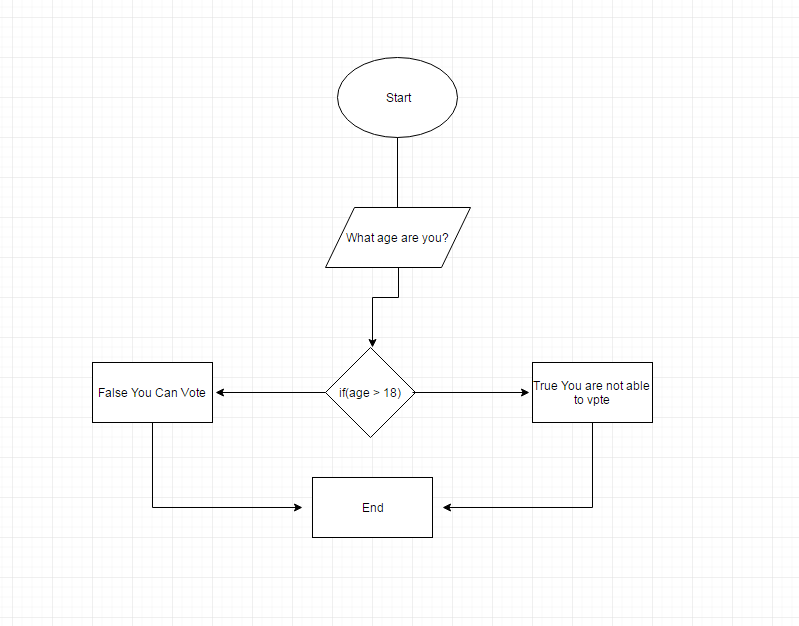 Start
What age are you?
if(age > 18)
False You Can Vote
True You are not able
to vpte
End